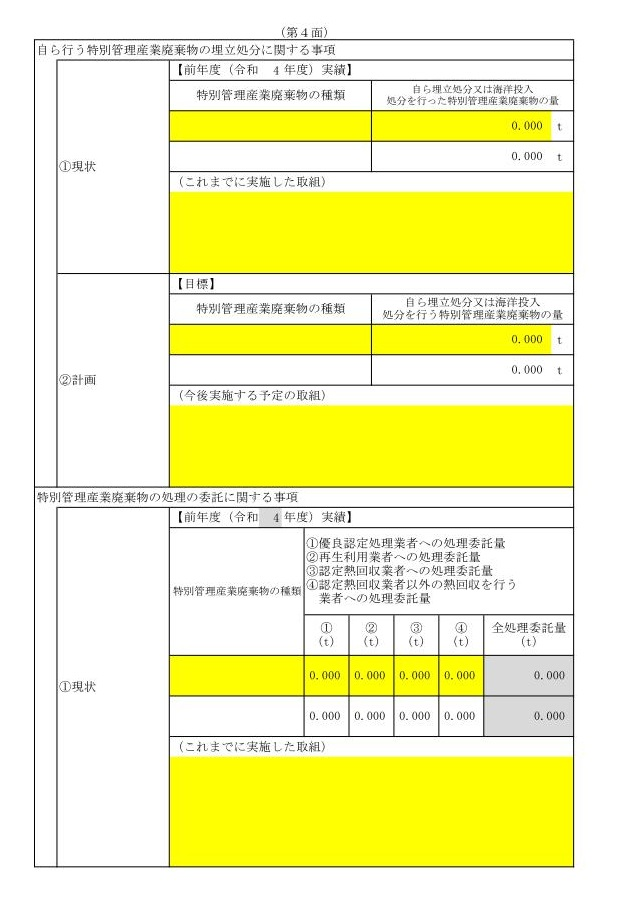 （第４面）
自ら行う特別管理産業廃棄物の埋立処分に関する事項
①現状
【前年度（令和　４年度）実績】
特別管理産業廃棄物の種類
自ら埋立処分又は海洋投入
処分を行った特別管理産業廃棄物の量
0.000　t
0.000　t
（これまでに実施した取組）
②計画
【目標】
特別管理産業廃棄物の種類
自ら埋立処分又は海洋投入
処分を行う特別管理産業廃棄物の量
0.000　t
0.000　t
（今後実施する予定の取組）
特別管理産業廃棄物の処理の委託に関する事項
①現状
【前年度（令和　４年度）実績】
特別管理産業廃棄物の種類
①優良認定処理業者への処理委託量
②再生利用業者への処理委託量
③認定熱回収業者への処理委託量
④認定熱回収業者以外の熱回収を行う
業者への処理委託量
①　②　③　④　全処理委託量
(t)　(t)　(t)　(t)　(t)
0.000　0.000　0.000　0.000　0.000
0.000　0.000　0.000　0.000　0.000
（これまでに実施した取組）